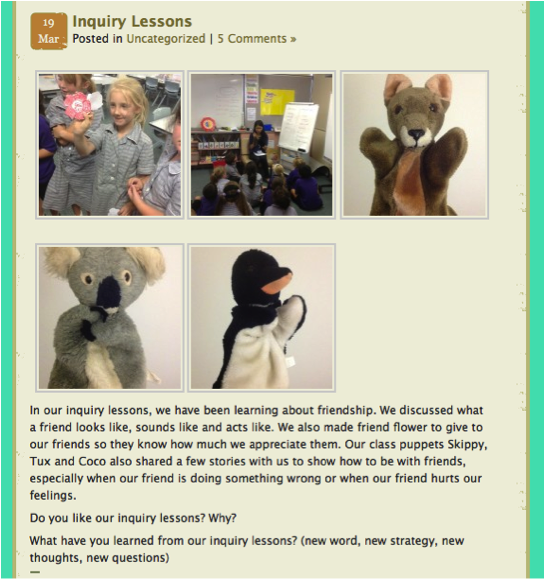 19
Mar
Inquiry Lessons
Posted in Uncategorized | 5 Comments »
In our inquiry lessons, we have been learning about friendship. We discussed what
a friend looks like, sounds like and acts like. We also made friend flower to give to
our friends so they know how much we appreciate them. Our class puppets Skippy,
Tux and Coco also shared a few stories with us to show how to be with friends,
especially when our friend is doing something wrong or when our friend hurts our
feelings.
Do you like our inquiry lessons? Why?
What have you learned from our inquiry lessons? (new word, new strategy, new
thoughts, new questions)